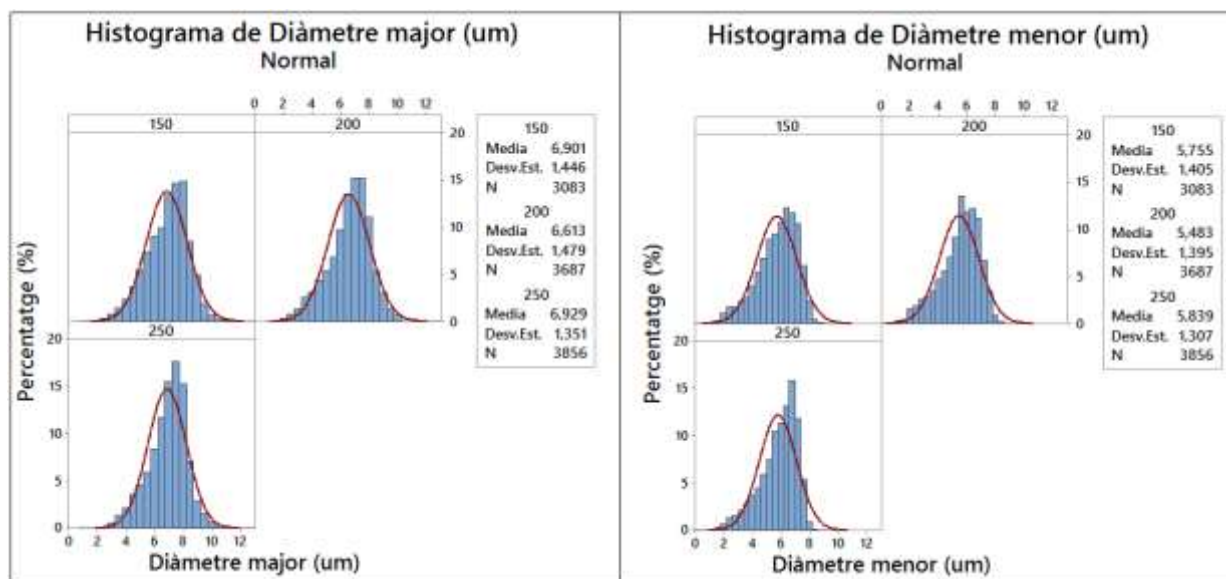 Histograma de Diàmetre major (um)
Normal
0 2 4 6 8 10 12
150 200
20
15
10
5
0
250
20
15
10
5
0
0 2 4 6 8 10 12
Percentatge (%)
Diàmetre major (um)
150
Media 6,901
Desv.Est. 1,446
N 3083
200
Media 6,613
Desv.Est. 1,479
N 3687
250
Media 6,929
Desv.Est. 1,351
N 3856
Histograma de Diàmetre menor (um)
Normal
0 2 4 6 8 10 12
150 200
20
15
10
5
0
250
20
15
10
5
0
0 2 4 6 8 10 12
Percentatge (%)
Diàmetre menor (um)
150
Media 5,755
Desv.Est. 1,405
N 3083
200
Media 5,483
Desv.Est. 1,395
N 3687
250
Media 5,839
Desv.Est. 1,307
N 3856